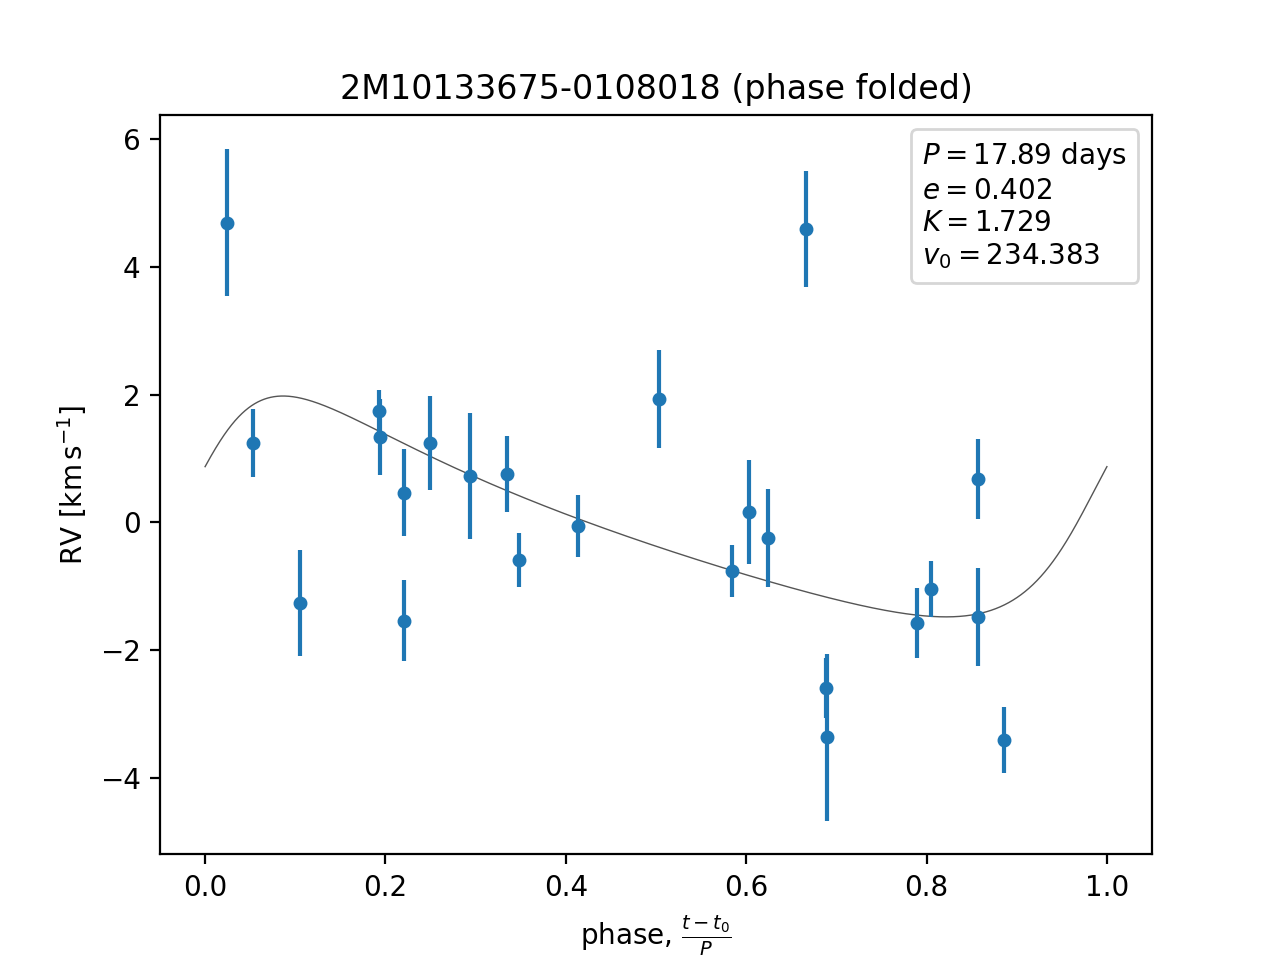 2M10133675-0108018 (phase folded)
P = 17.89 days
e = 0.402
K = 1.729
v₀ = 234.383
6
4
2
0
−2
−4
RV [km s⁻¹]
0.0 0.2 0.4 0.6 0.8 1.0
phase, (t − t₀)/P